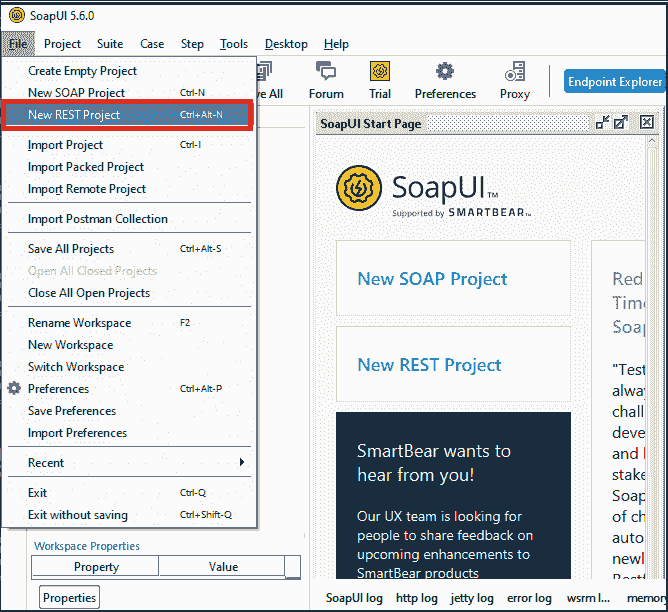 SoapUI 5.6.0
File Project Suite Case Step Tools Desktop Help
Create Empty Project
New SOAP Project Ctrl-N
New REST Project Ctrl+Alt-N
Import Project Ctrl-I
Import Packed Project
Import Remote Project
Import Postman Collection
Save All Projects Ctrl+Alt-S
Open All Closed Projects
Close All Open Projects
Rename Workspace F2
New Workspace
Switch Workspace
Preferences Ctrl+Alt-P
Save Preferences
Import Preferences
Recent
Exit Ctrl-Q
Exit without saving Ctrl+Shift-Q
Workspace Properties
Property Value
Properties
ve All Forum Trial Preferences Proxy Endpoint Explorer
SoapUI Start Page
SoapUI™
Supported by SMARTBEAR™
New SOAP Project
New REST Project
SmartBear wants to
hear from you!
Our UX team is looking for
people to share feedback on
upcoming enhancements to
SmartBear products
Red
Time
Soap
"Test
alway
chall
deve
and l
stake
Soap
of ch
auto
newl
SoapUI log http log jetty log error log wsrm l... memory